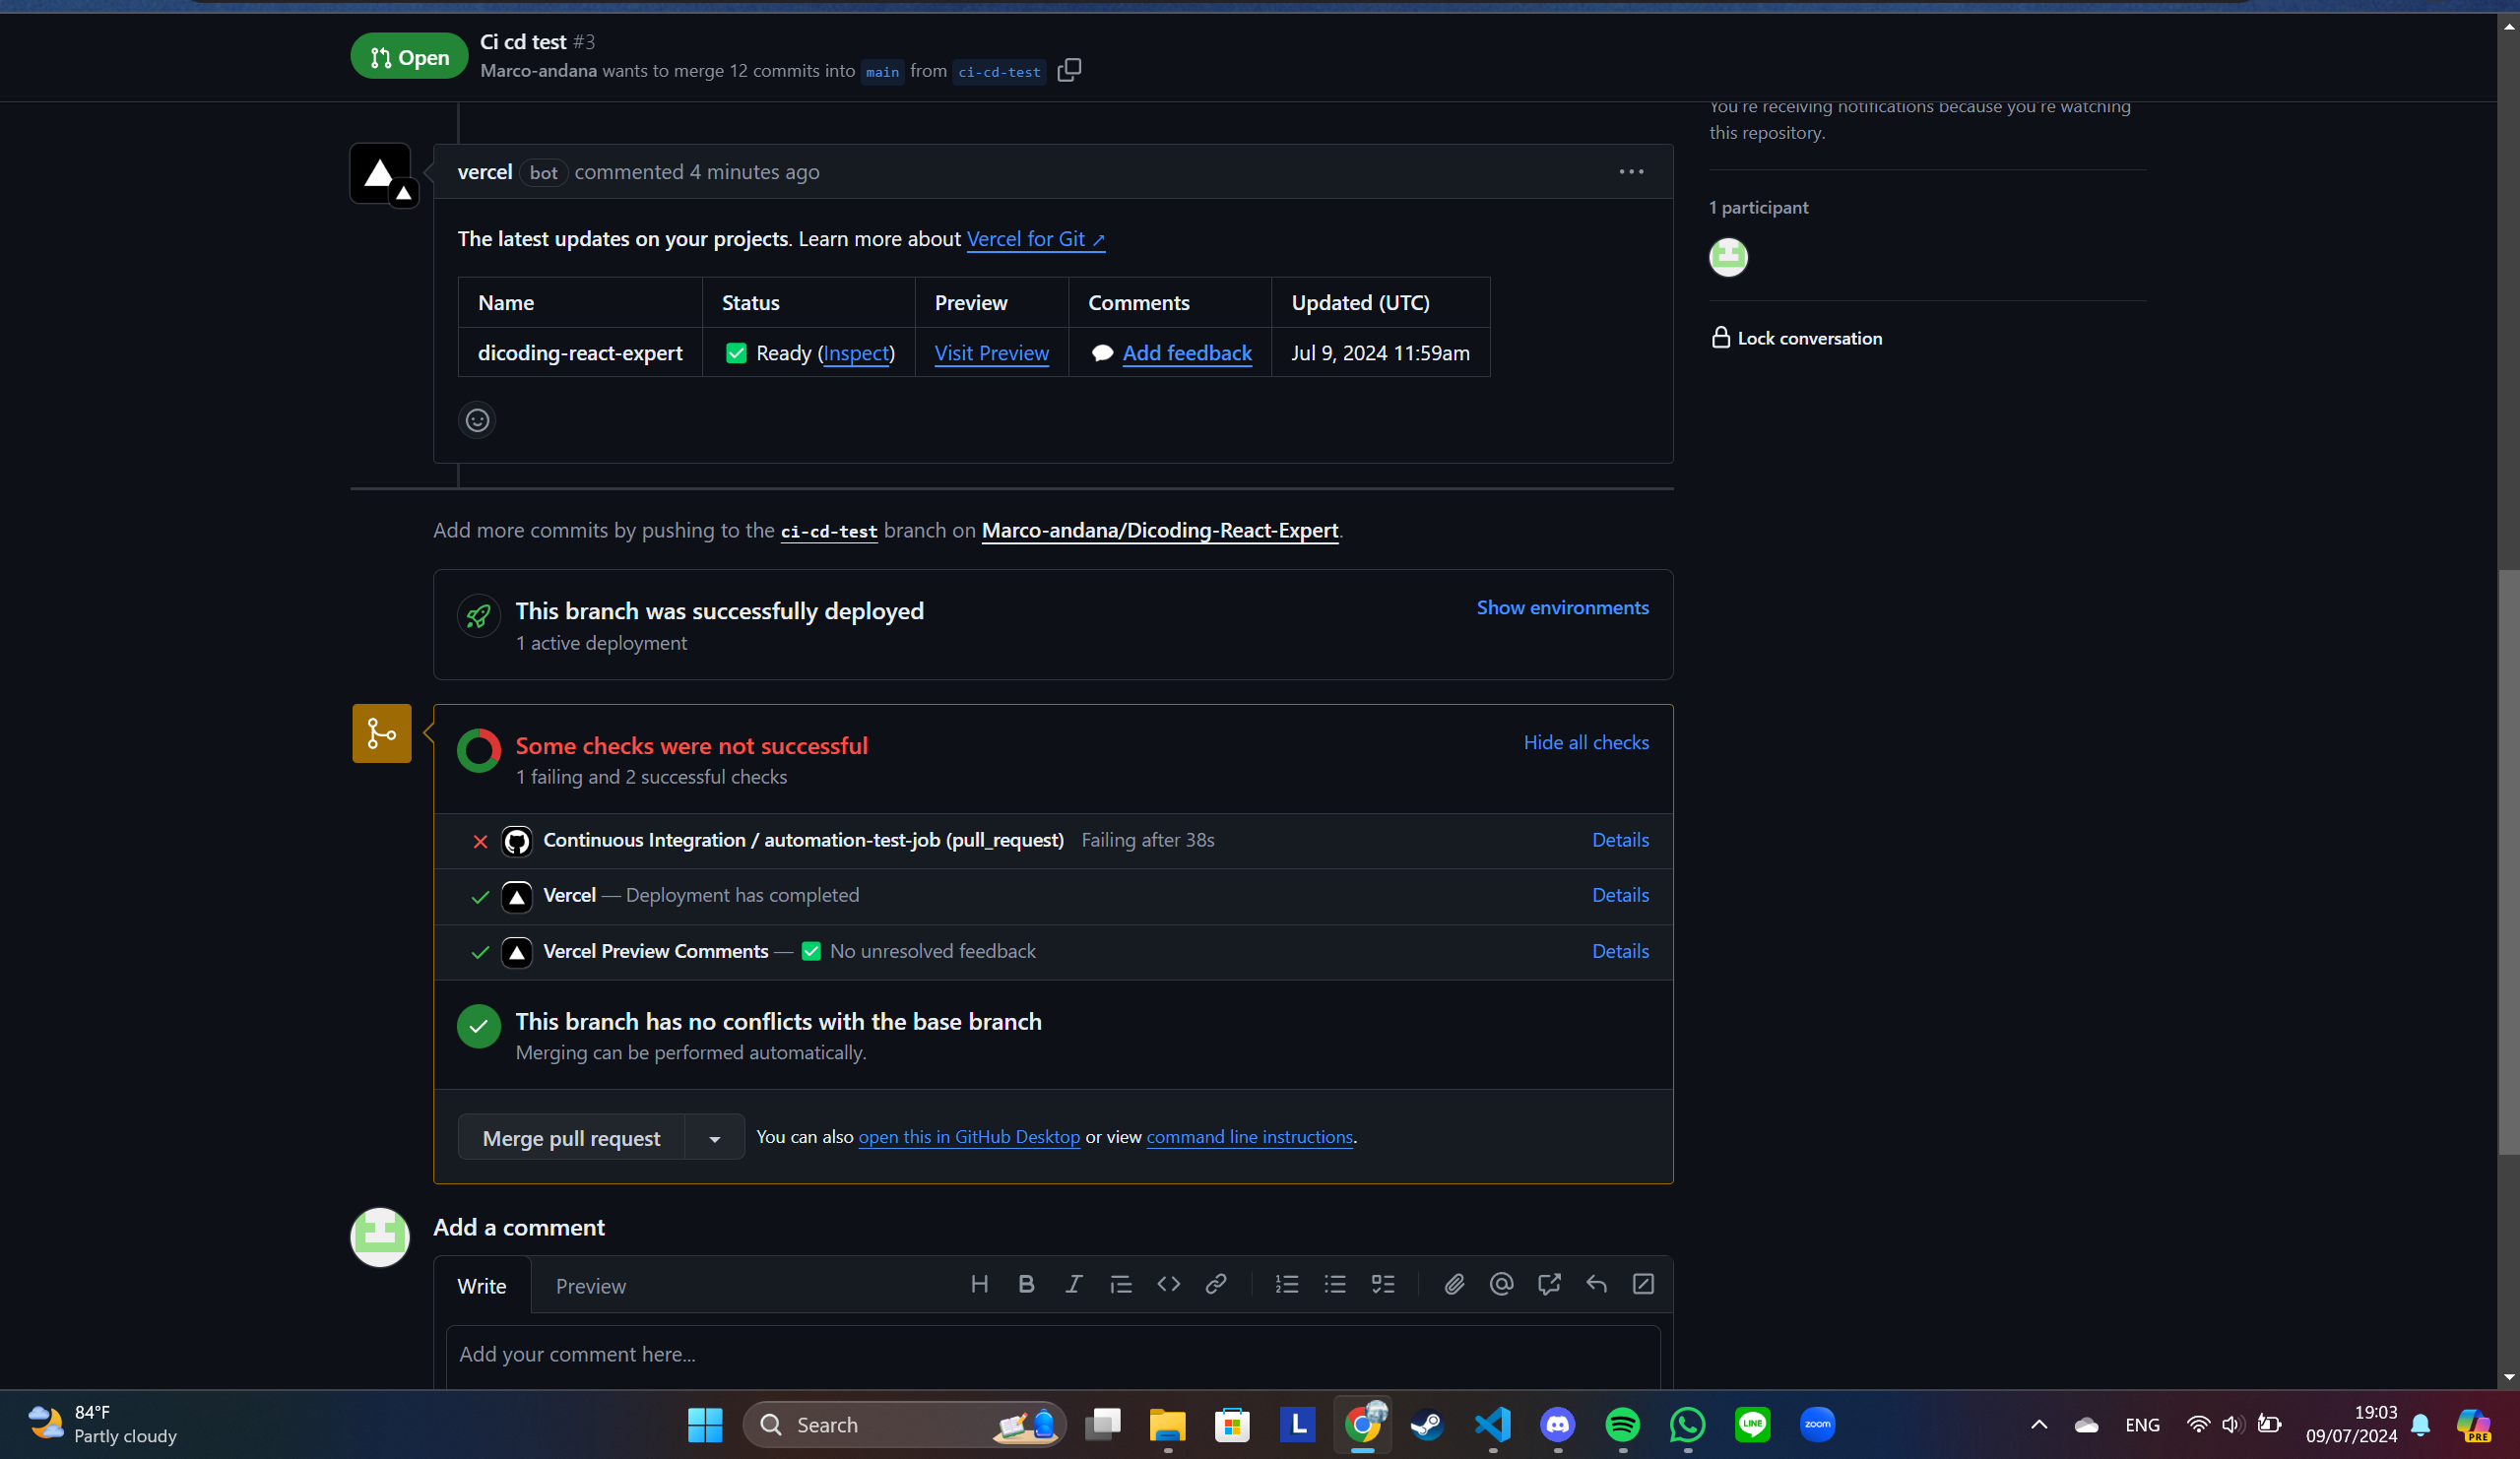 Open
Ci cd test #3
Marco-andana wants to merge 12 commits into main from ci-cd-test
You're receiving notifications because you're watching
this repository.
vercel bot commented 4 minutes ago
1 participant
The latest updates on your projects. Learn more about Vercel for Git ↗
Name Status Preview Comments Updated (UTC)
dicoding-react-expert ✅ Ready (Inspect) Visit Preview 💬 Add feedback Jul 9, 2024 11:59am
Lock conversation
Add more commits by pushing to the ci-cd-test branch on Marco-andana/Dicoding-React-Expert.
This branch was successfully deployed
Show environments
1 active deployment
Some checks were not successful
Hide all checks
1 failing and 2 successful checks
Continuous Integration / automation-test-job (pull_request) Failing after 38s Details
Vercel — Deployment has completed Details
Vercel Preview Comments — ✅ No unresolved feedback Details
This branch has no conflicts with the base branch
Merging can be performed automatically.
Merge pull request
You can also open this in GitHub Desktop or view command line instructions.
Add a comment
Write Preview
Add your comment here...
84°F
Partly cloudy
Search
L
LINE
zoom
ENG
19:03
09/07/2024
PRE